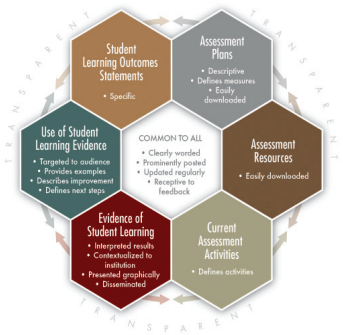 TRANSPARENT
Student
Learning Outcomes
Statements
• Specific
Assessment
Plans
• Descriptive
• Defines measures
• Easily
downloaded
TRANSPARENT
Use of Student
Learning Evidence
• Targeted to audience
• Provides examples
• Describes improvement
• Defines next steps
COMMON TO ALL
• Clearly worded
• Prominently posted
• Updated regularly
• Receptive to
feedback
Assessment
Resources
• Easily downloaded
Evidence of
Student Learning
• Interpreted results
• Contextualized to
institution
• Presented graphically
• Disseminated
Current
Assessment
Activities
• Defines activities
TRANSPARENT